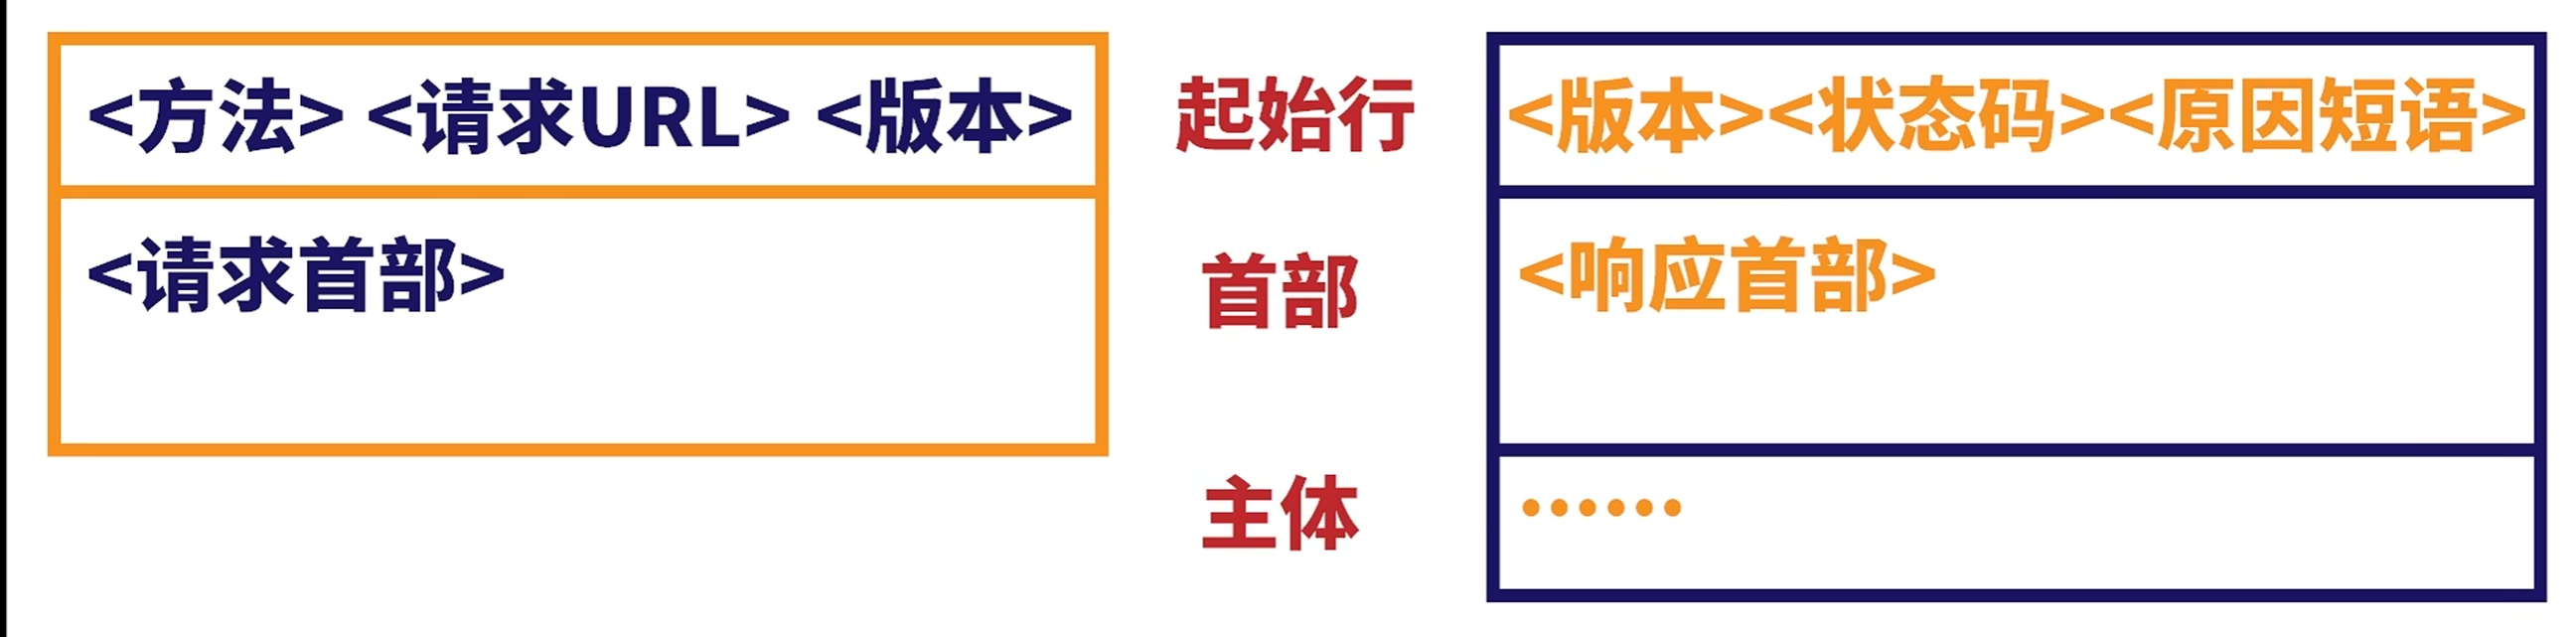 <方法> <请求URL> <版本>
<请求首部>
起始行
首部
主体
<版本><状态码><原因短语>
<响应首部>
••••••